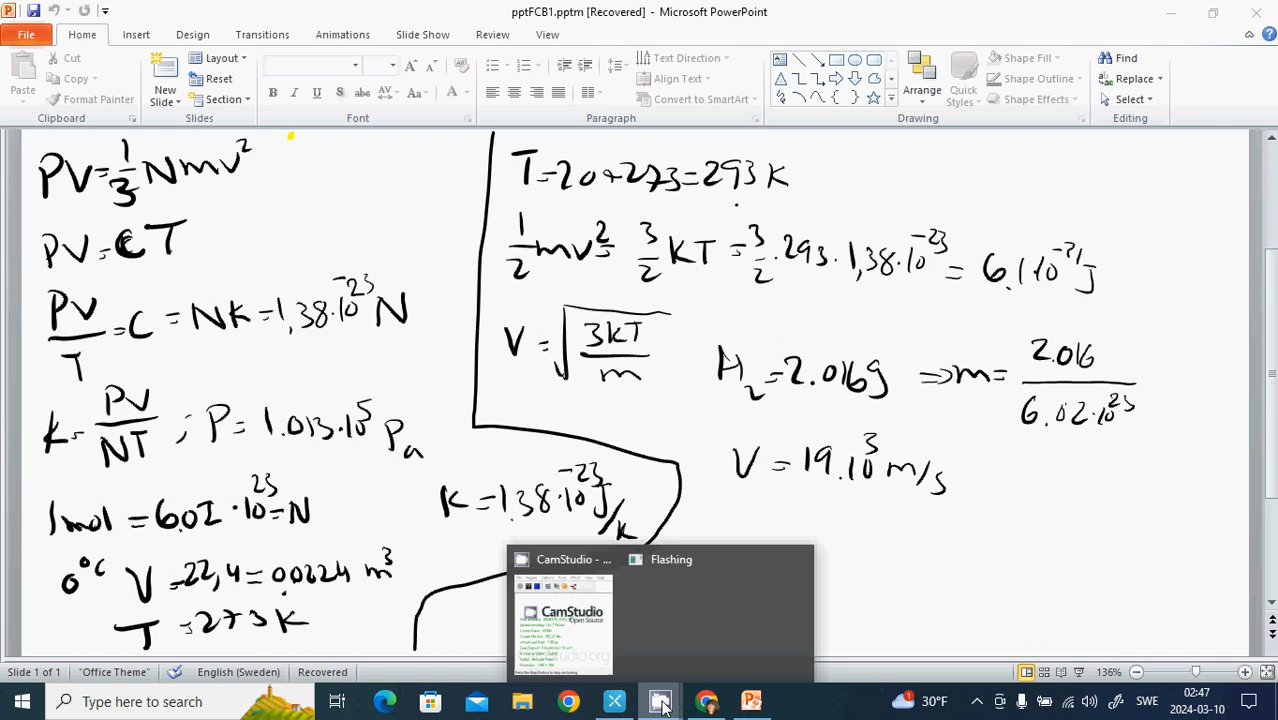 pptFCB1.pptm [Recovered] - Microsoft PowerPoint
File Home Insert Design Transitions Animations Slide Show Review View
Paste
Cut
Copy
Format Painter
Clipboard
New Slide
Layout
Reset
Section
Slides
B I U S abc AV Aa A
Font
Text Direction
Align Text
Convert to SmartArt
Paragraph
Arrange
Quick Styles
Shape Fill
Shape Outline
Shape Effects
Drawing
Find
Replace
Select
Editing
PV=1/3 Nmv²
PV=CT
PV/T=C=NK=1,38·10⁻²³ N
K=PV/NT ; P=1.013·10⁵ Pa
1mol=6.02·10²³=N
0°C V=22,4=0.0224 m³
T=273 K
K=1.38·10⁻²³ J/K
T=20+273=293 K
1/2 mv²=3/2 KT=3/2·293·1,38·10⁻²³=6.1·10⁻²¹ J
V=√3KT/m
H₂=2.016g ⇒m=2.016/6.02·10²³
V=19.10³ m/s
CamStudio - ... Flashing
CamStudio
Open Source
Slide 1 of 1 "Office Theme" English (Sweden) Recovered 136%
Type here to search
30°F SWE 02:47
2024-03-10